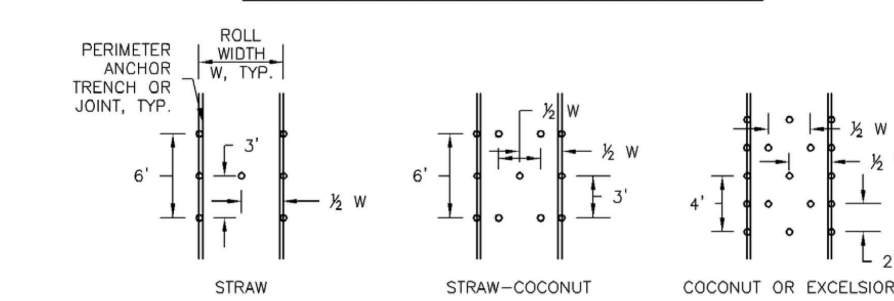 PERIMETER
ANCHOR
TRENCH OR
JOINT, TYP.
ROLL
WIDTH
W, TYP.
3'
6'
½ W
STRAW
½ W
½ W
6'
3'
STRAW-COCONUT
½ W
½
4'
2
COCONUT OR EXCELSIOR